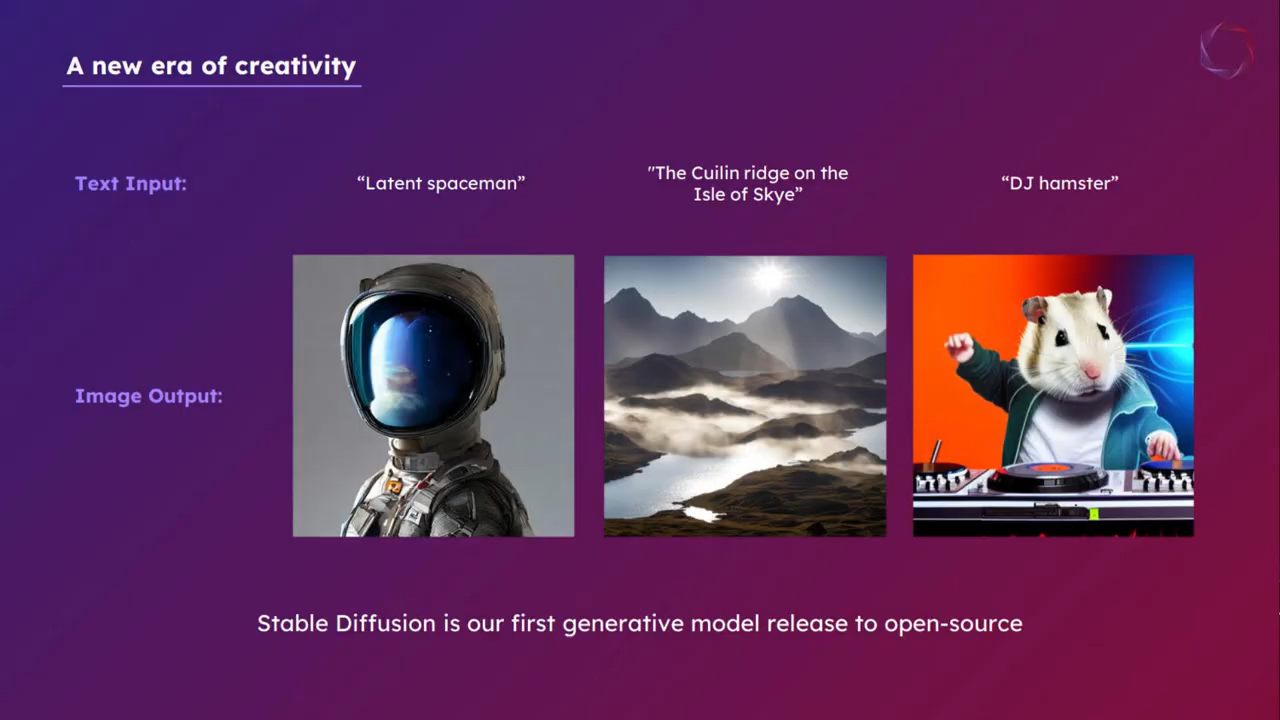 A new era of creativity
Text Input:
“Latent spaceman”
"The Cuilin ridge on the
Isle of Skye”
“DJ hamster”
Image Output:
Stable Diffusion is our first generative model release to open-source